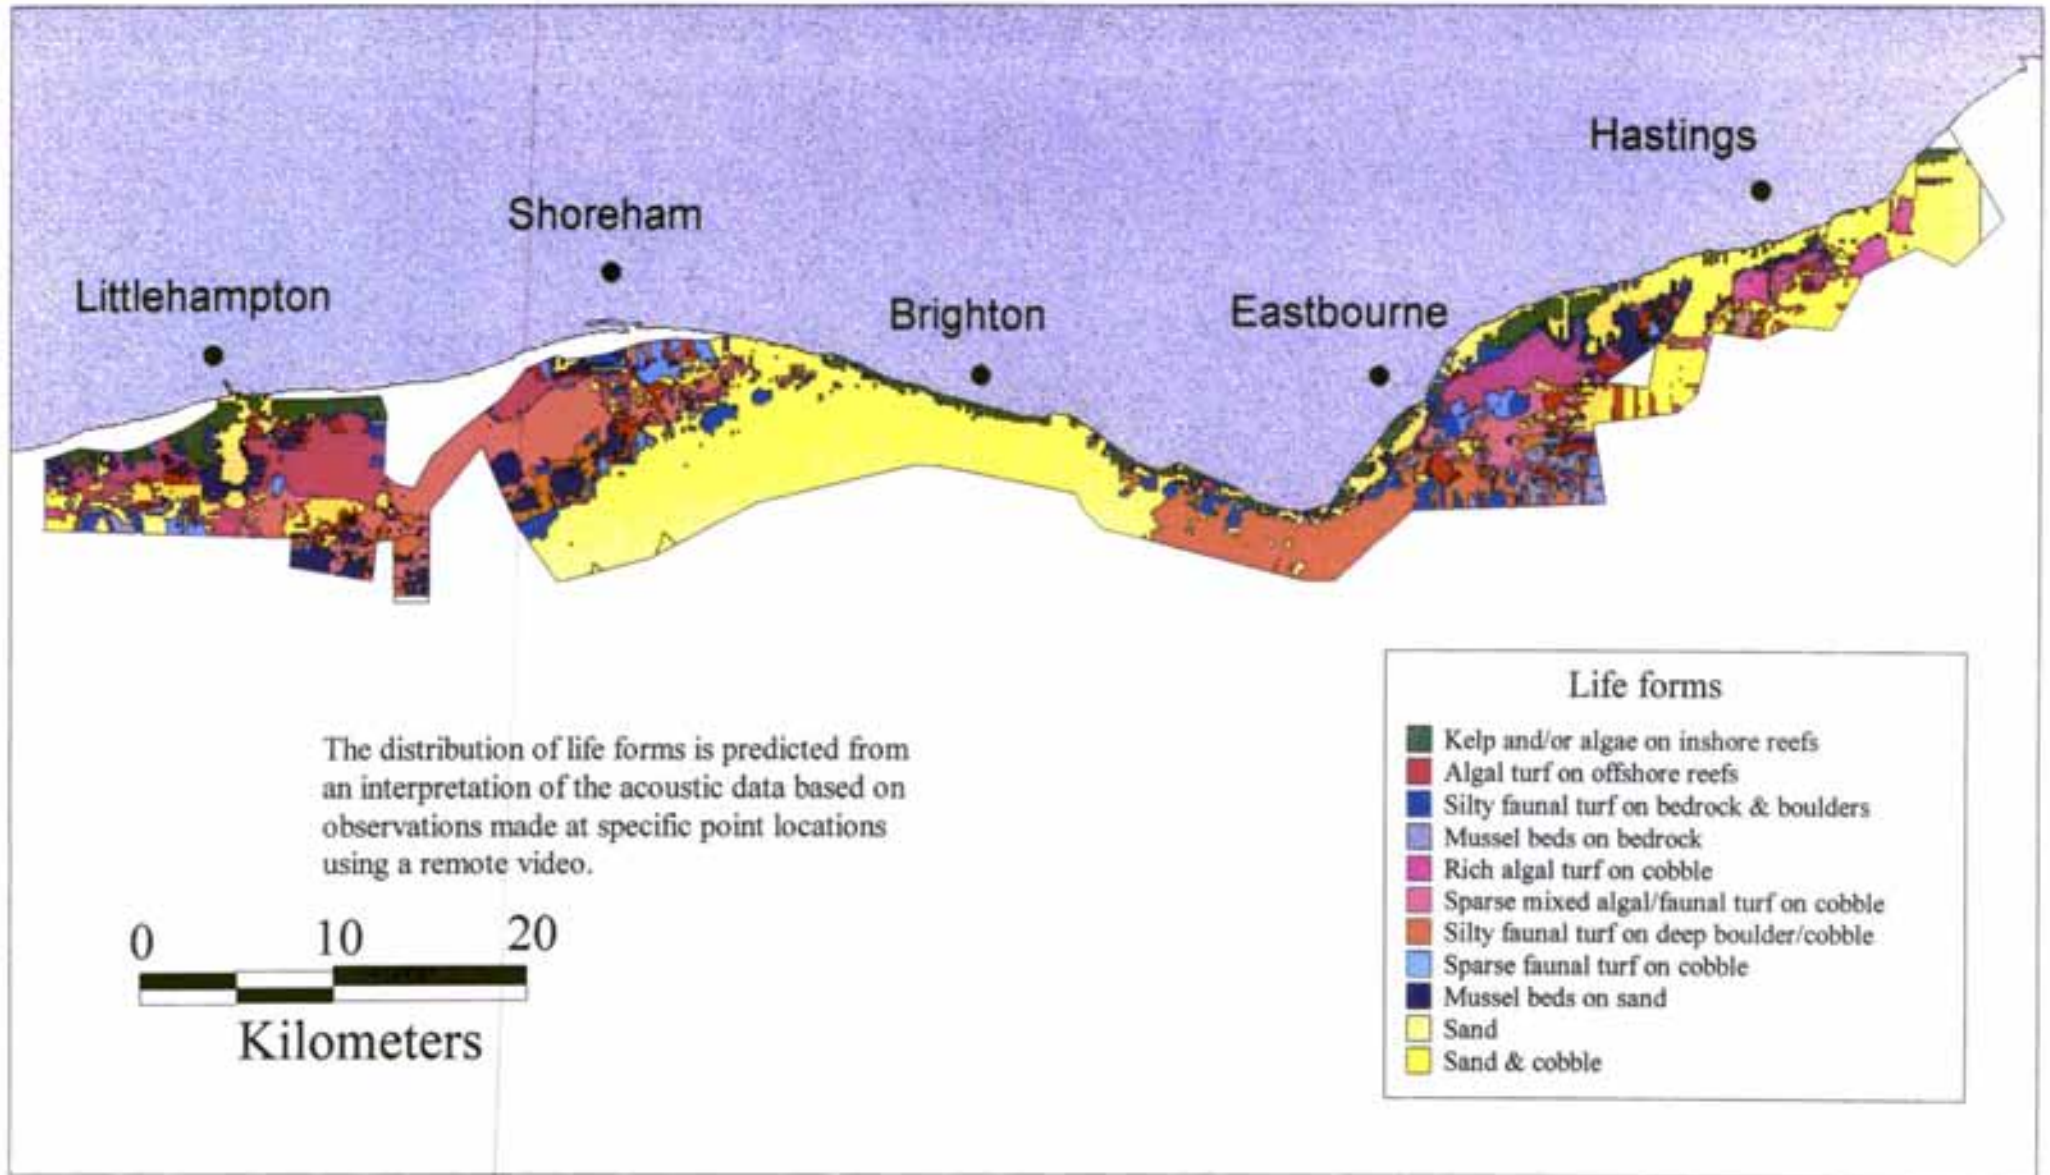 Hastings
Shoreham
Littlehampton
Brighton
Eastbourne
The distribution of life forms is predicted from
an interpretation of the acoustic data based on
observations made at specific point locations
using a remote video.
0 10 20
Kilometers
Life forms
Kelp and/or algae on inshore reefs
Algal turf on offshore reefs
Silty faunal turf on bedrock & boulders
Mussel beds on bedrock
Rich algal turf on cobble
Sparse mixed algal/faunal turf on cobble
Silty faunal turf on deep boulder/cobble
Sparse faunal turf on cobble
Mussel beds on sand
Sand
Sand & cobble